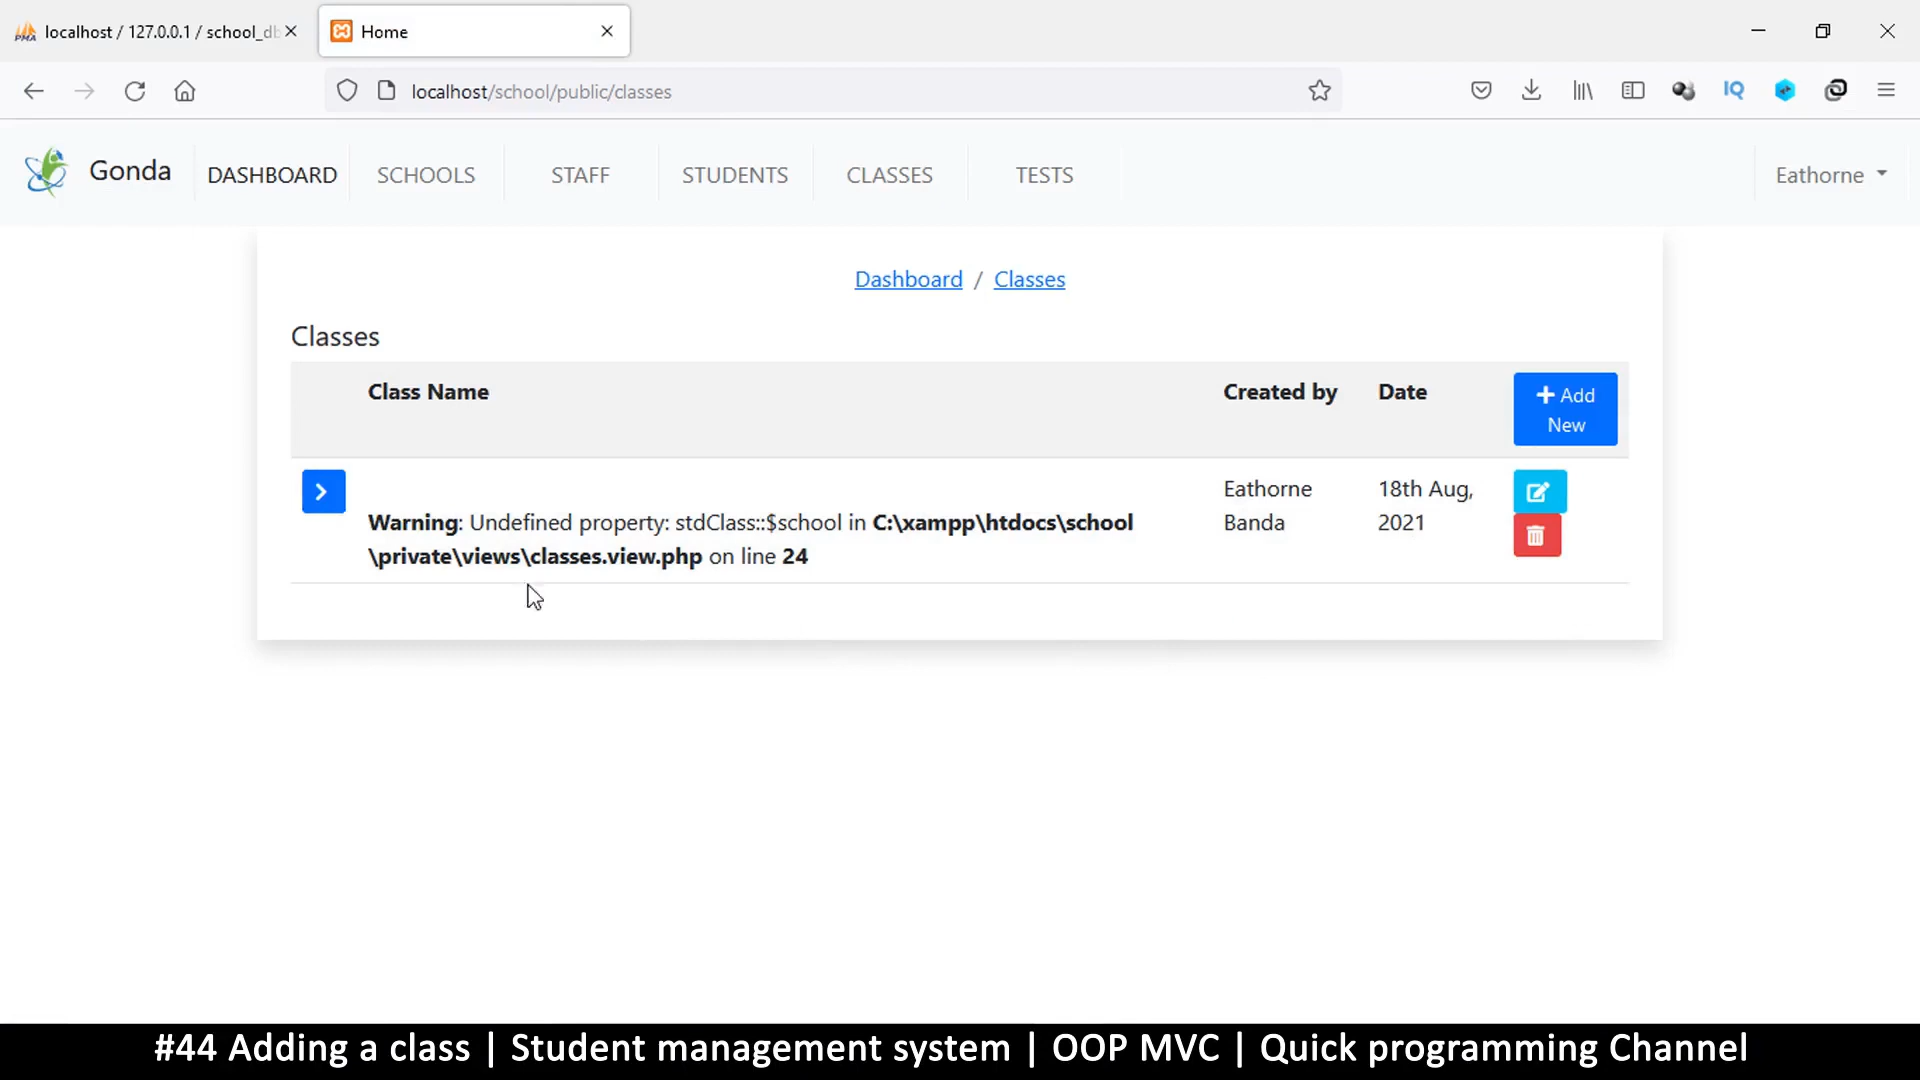 localhost / 127.0.0.1 / school_db
Home
localhost/school/public/classes
IQ
Gonda
DASHBOARD
SCHOOLS
STAFF
STUDENTS
CLASSES
TESTS
Eathorne
Dashboard / Classes
Classes
Class Name
Created by
Date
Add
New
Warning: Undefined property: stdClass::$school in C:\xampp\htdocs\school
\private\views\classes.view.php on line 24
Eathorne
Banda
18th Aug,
2021
#44 Adding a class | Student management system | OOP MVC | Quick programming Channel